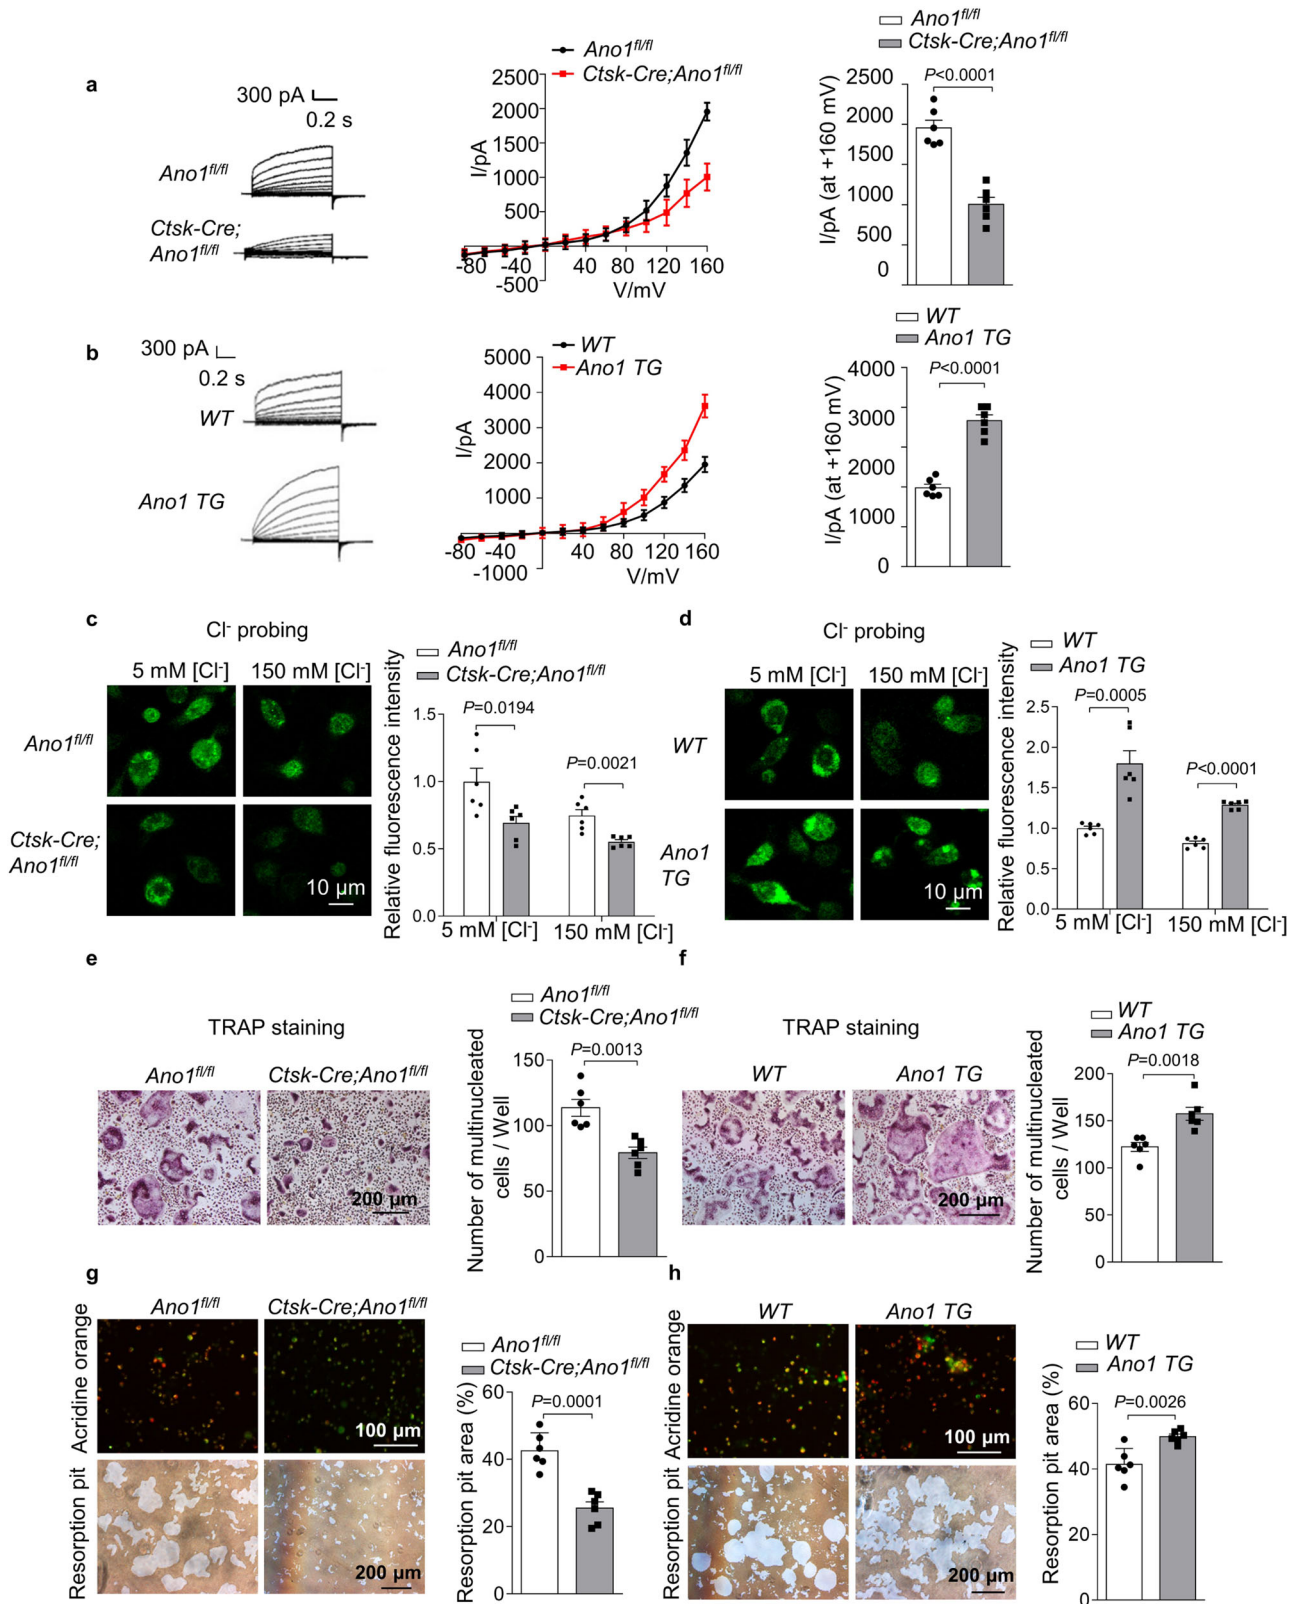 a
300 pA
0.2 s
Ano1fl/fl
Ctsk-Cre;
Ano1fl/fl
Ano1fl/fl
Ctsk-Cre;Ano1fl/fl
2500
2000
1500
1000
500
-500
I/pA
-80 -40 40 80 120 160
V/mV
Ano1fl/fl
Ctsk-Cre;Ano1fl/fl
P<0.0001
I/pA (at +160 mV)
2500
2000
1500
1000
500
0
b
300 pA
0.2 s
WT
Ano1 TG
WT
Ano1 TG
5000
4000
3000
2000
1000
-1000
I/pA
-80 -40 40 80 120 160
V/mV
WT
Ano1 TG
P<0.0001
I/pA (at +160 mV)
4000
3000
2000
1000
0
c
Cl- probing
5 mM [Cl-] 150 mM [Cl-]
Ano1fl/fl
Ctsk-Cre;
Ano1fl/fl
10 µm
Ano1fl/fl
Ctsk-Cre;Ano1fl/fl
Relative fluorescence intensity
1.5
1.0
0.5
0.0
P=0.0194
P=0.0021
5 mM [Cl-] 150 mM [Cl-]
d
Cl- probing
5 mM [Cl-] 150 mM [Cl-]
WT
Ano1
TG
10 µm
WT
Ano1 TG
Relative fluorescence intensity
2.5
2.0
1.5
1.0
0.5
0.0
P=0.0005
P<0.0001
5 mM [Cl-] 150 mM [Cl-]
e
TRAP staining
Ano1fl/fl Ctsk-Cre;Ano1fl/fl
200 µm
Ano1fl/fl
Ctsk-Cre;Ano1fl/fl
Number of multinucleated
cells / Well
150
100
50
0
P=0.0013
f
TRAP staining
WT Ano1 TG
200 µm
WT
Ano1 TG
Number of multinucleated
cells / Well
200
150
100
50
0
P=0.0018
g
Ano1fl/fl Ctsk-Cre;Ano1fl/fl
Acridine orange
100 µm
Resorption pit
200 µm
Ano1fl/fl
Ctsk-Cre;Ano1fl/fl
Resorption pit area (%)
60
40
20
0
P=0.0001
h
WT Ano1 TG
Acridine orange
100 µm
Resorption pit
200 µm
WT
Ano1 TG
Resorption pit area (%)
60
40
20
0
P=0.0026